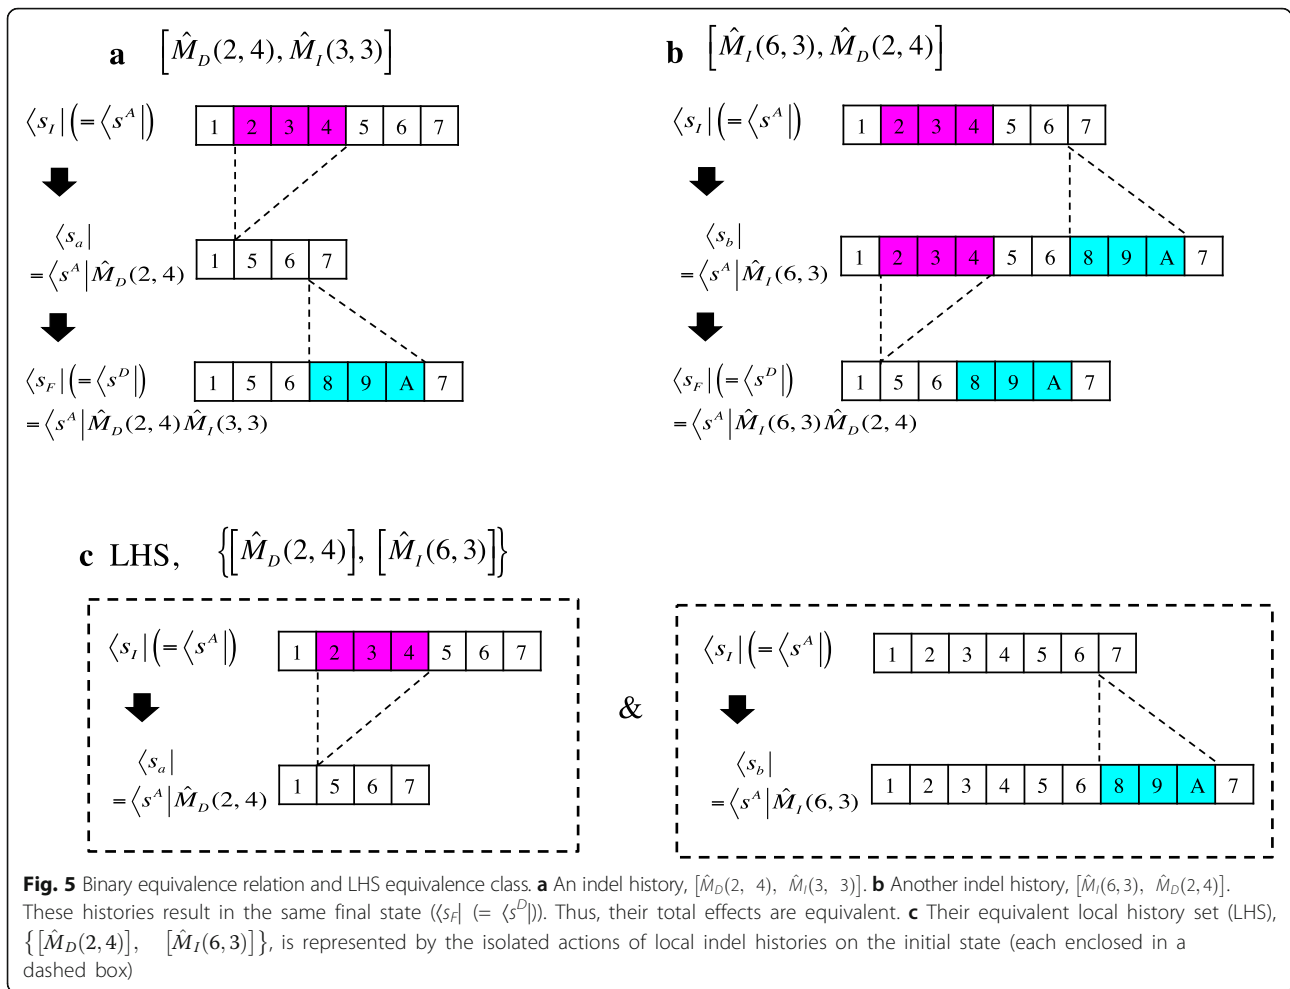 a [M̂_D(2, 4), M̂_I(3, 3)]
⟨s_I|(=⟨s^A|)
1 2 3 4 5 6 7
⟨s_a|
=⟨s^A|M̂_D(2, 4)
1 5 6 7
⟨s_F|(=⟨s^D|)
=⟨s^A|M̂_D(2, 4)M̂_I(3, 3)
1 5 6 8 9 A 7
b [M̂_I(6, 3), M̂_D(2, 4)]
⟨s_I|(=⟨s^A|)
1 2 3 4 5 6 7
⟨s_b|
=⟨s^A|M̂_I(6, 3)
1 2 3 4 5 6 8 9 A 7
⟨s_F|(=⟨s^D|)
=⟨s^A|M̂_I(6, 3)M̂_D(2, 4)
1 5 6 8 9 A 7
c LHS, {[M̂_D(2, 4)], [M̂_I(6, 3)]}
⟨s_I|(=⟨s^A|)
1 2 3 4 5 6 7
⟨s_a|
=⟨s^A|M̂_D(2, 4)
1 5 6 7
&
⟨s_I|(=⟨s^A|)
1 2 3 4 5 6 7
⟨s_b|
=⟨s^A|M̂_I(6, 3)
1 2 3 4 5 6 8 9 A 7
Fig. 5 Binary equivalence relation and LHS equivalence class. a An indel history, [M̂_D(2, 4), M̂_I(3, 3)]. b Another indel history, [M̂_I(6, 3), M̂_D(2, 4)].
These histories result in the same final state (⟨s_F| (= ⟨s^D|)). Thus, their total effects are equivalent. c Their equivalent local history set (LHS),
{[M̂_D(2, 4)], [M̂_I(6, 3)]}, is represented by the isolated actions of local indel histories on the initial state (each enclosed in a
dashed box)